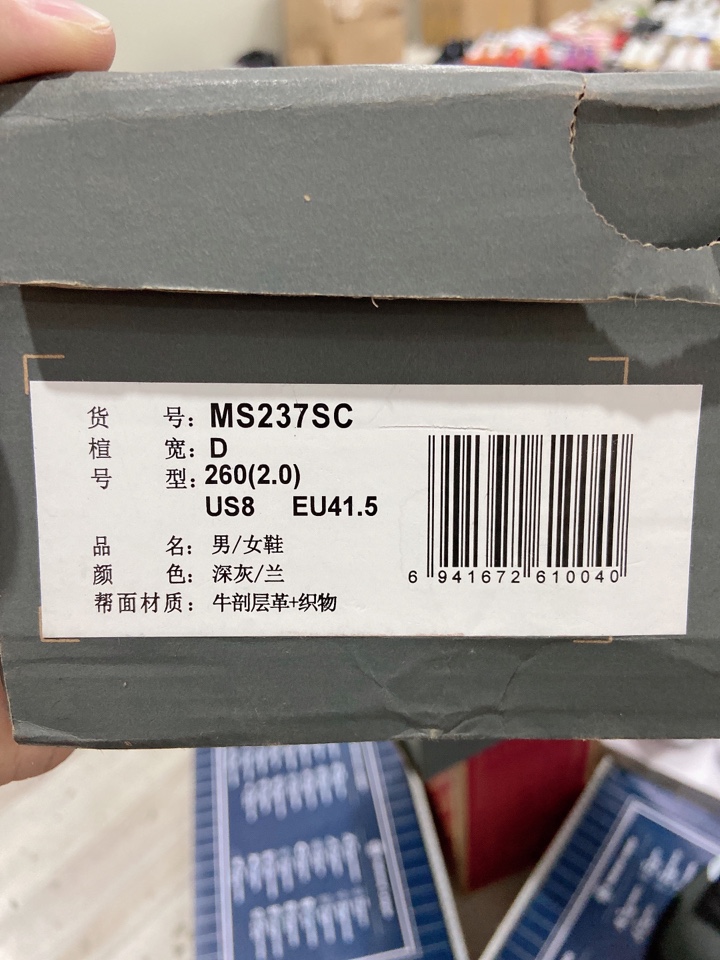 货 号：MS237SC
楦 宽：D
号 型：260(2.0)
US8 EU41.5
品 名：男/女鞋
颜 色：深灰/兰
帮面材质：牛剖层革+织物
6 941672 610040